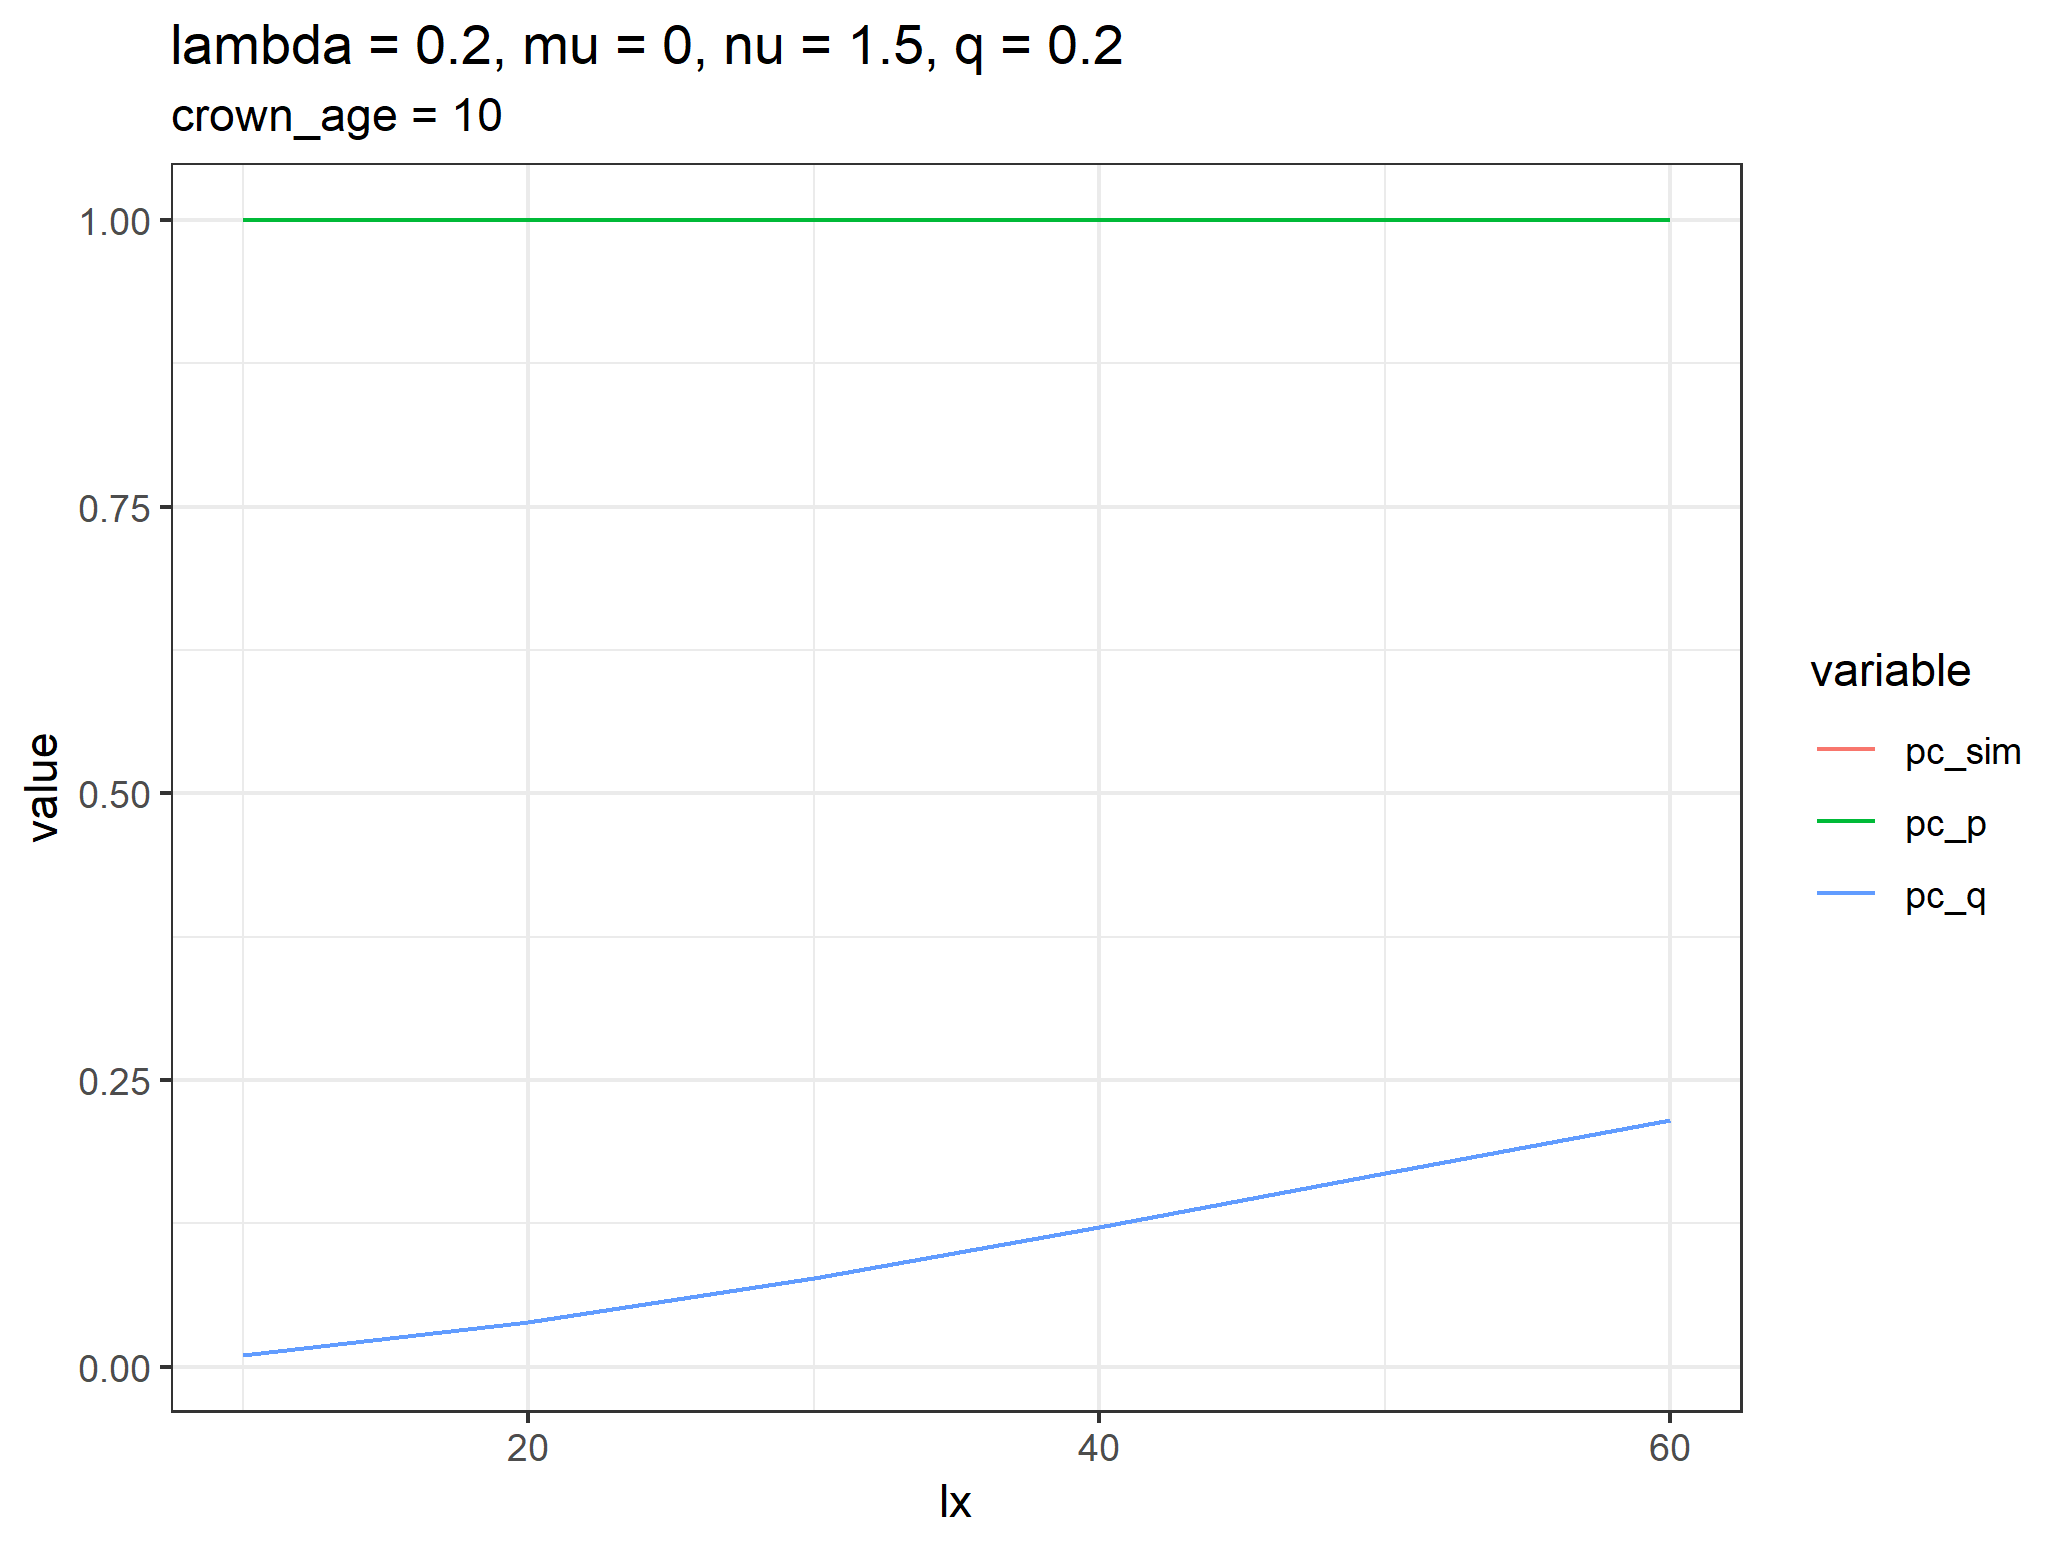 lambda = 0.2, mu = 0, nu = 1.5, q = 0.2
crown_age = 10
value
1.00
0.75
0.50
0.25
0.00
20
40
60
lx
variable
pc_sim
pc_p
pc_q